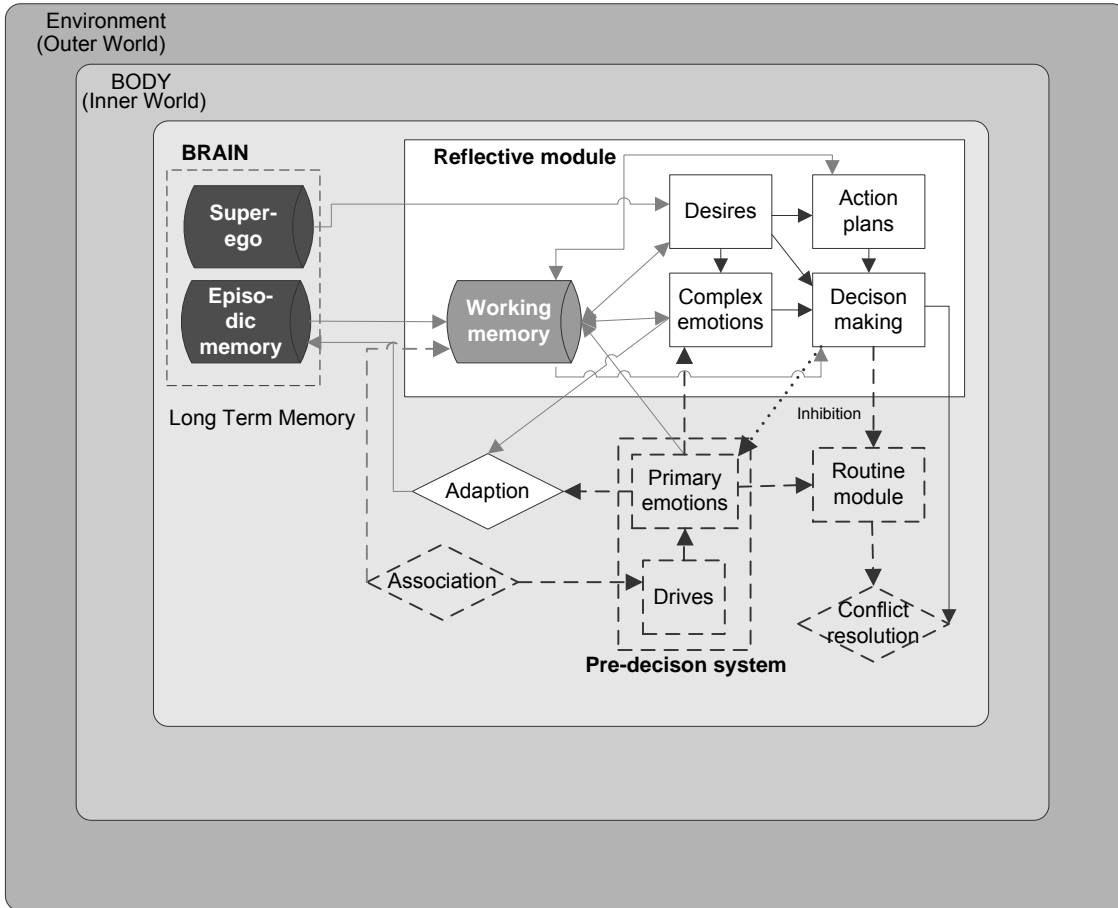 Environment
(Outer World)
BODY
(Inner World)
BRAIN
Reflective module
Super-
ego
Desires
Action
plans
Episo-
dic
memory
Working
memory
Complex
emotions
Decison
making
Long Term Memory
Inhibition
Adaption
Primary
emotions
Routine
module
Association
Drives
Conflict
resolution
Pre-decison system